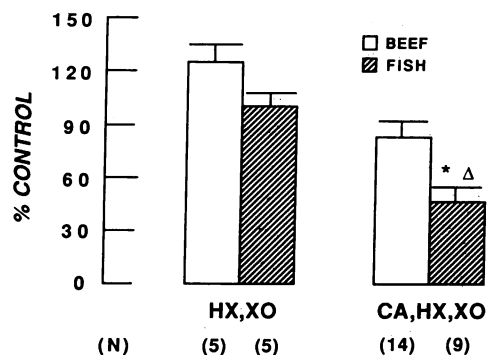 150
120
90
60
30
0
% CONTROL
BEEF
FISH
* Δ
HX,XO
CA,HX,XO
(N) (5) (5) (14) (9)